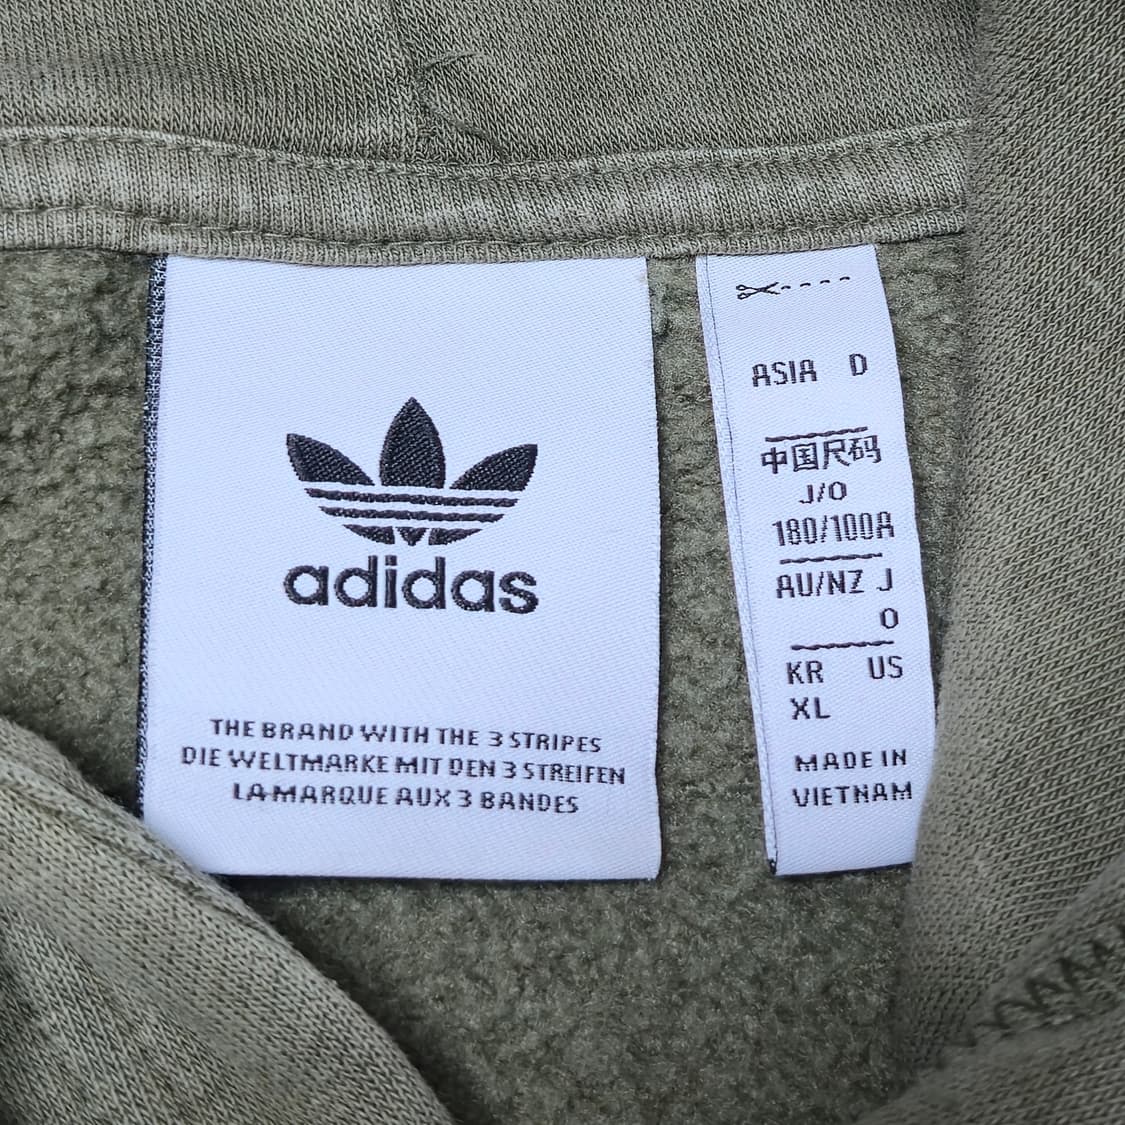 adidas
THE BRAND WITH THE 3 STRIPES
DIE WELTMARKE MIT DEN 3 STREIFEN
LA MARQUE AUX 3 BANDES
ASIA D
中国尺码
J/O
180/100A
AU/NZ J
O
KR US
XL
MADE IN
VIETNAM